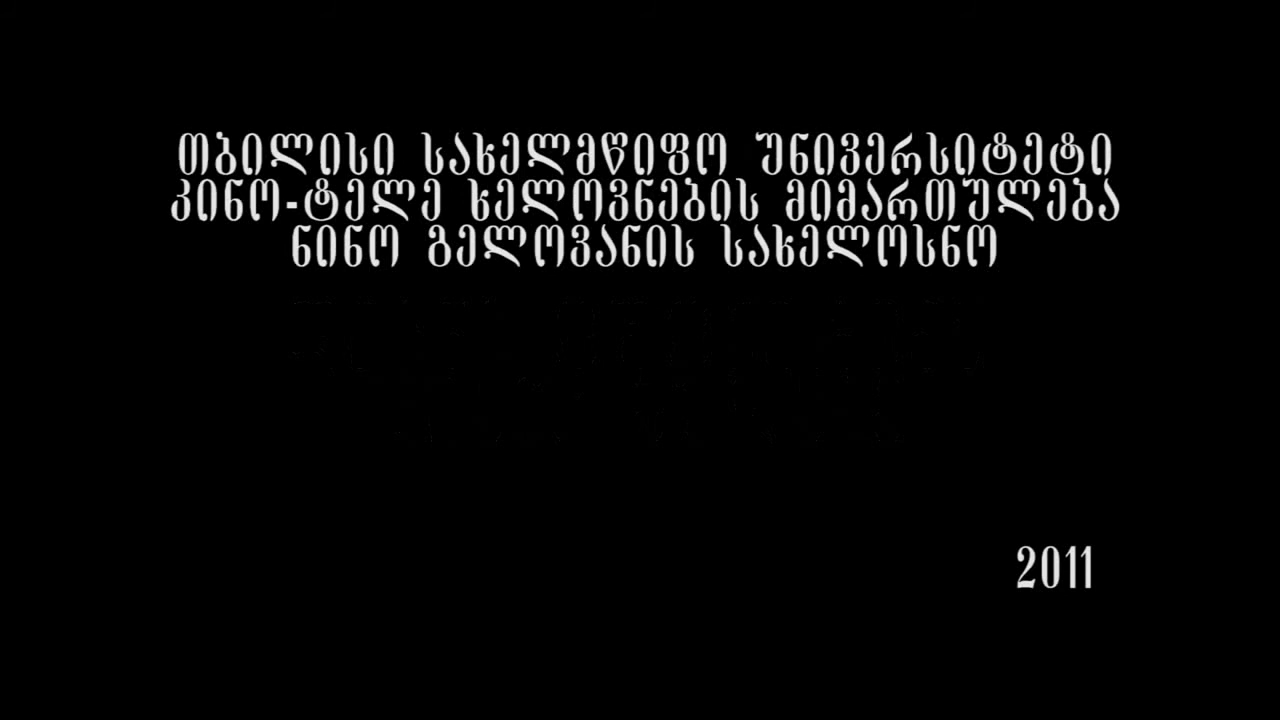 თბილისი სახელმწიფო უნივერსიტეტი
კინო-ტელე ხელოვნების მიმართულება
ნინო გელოვანის სახელოსნო
2011